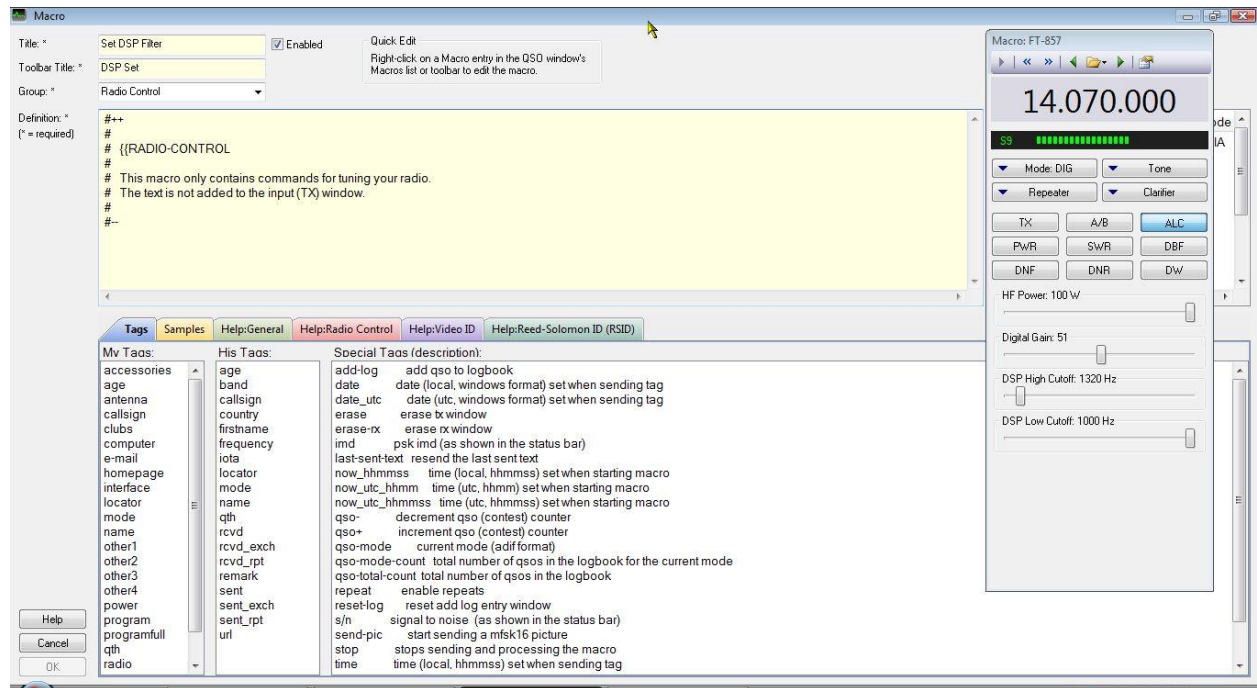 Macro
Title: *
Set DSP Filter
Enabled
Quick Edit
Right-click on a Macro entry in the QSO window's
Macros list or toolbar to edit the macro.
Toolbar Title: *
DSP Set
Group: *
Radio Control
Definition: *
(* = required)
#++
#
# {{RADIO-CONTROL
#
# This macro only contains commands for tuning your radio.
# The text is not added to the input (TX) window.
#
#--
Macro: FT-857
14.070.000
S9
Mode: DIG
Tone
Repeater
Clarifier
TX
A/B
ALC
PWR
SWR
DBF
DNF
DNR
DW
HF Power: 100 W
Digital Gain: 51
DSP High Cutoff: 1320 Hz
DSP Low Cutoff: 1000 Hz
Tags
Samples
Help:General
Help:Radio Control
Help:Video ID
Help:Reed-Solomon ID (RSID)
My Tags:
accessories
age
antenna
callsign
clubs
computer
e-mail
homepage
interface
locator
mode
name
other1
other2
other3
other4
power
program
programfull
qth
radio
His Tags:
age
band
callsign
country
firstname
frequency
iota
locator
mode
name
qth
rcvd
rcvd_exch
rcvd_rpt
remark
sent
sent_exch
sent_rpt
url
Special Tags (description):
add-log add qso to logbook
date date (local, windows format) set when sending tag
date_utc date (utc, windows format) set when sending tag
erase erase tx window
erase-rx erase rx window
imd psk imd (as shown in the status bar)
last-sent-text resend the last sent text
now_hhmmss time (local, hhmmss) set when starting macro
now_utc_hhmm time (utc, hhmm) set when starting macro
now_utc_hhmmss time (utc, hhmmss) set when starting macro
qso- decrement qso (contest) counter
qso+ increment qso (contest) counter
qso-mode current mode (adif format)
qso-mode-count total number of qsos in the logbook for the current mode
qso-total-count total number of qsos in the logbook
repeat enable repeats
reset-log reset add log entry window
s/n signal to noise (as shown in the status bar)
send-pic start sending a mfsk16 picture
stop stops sending and processing the macro
time time (local, hhmmss) set when sending tag
Help
Cancel
OK